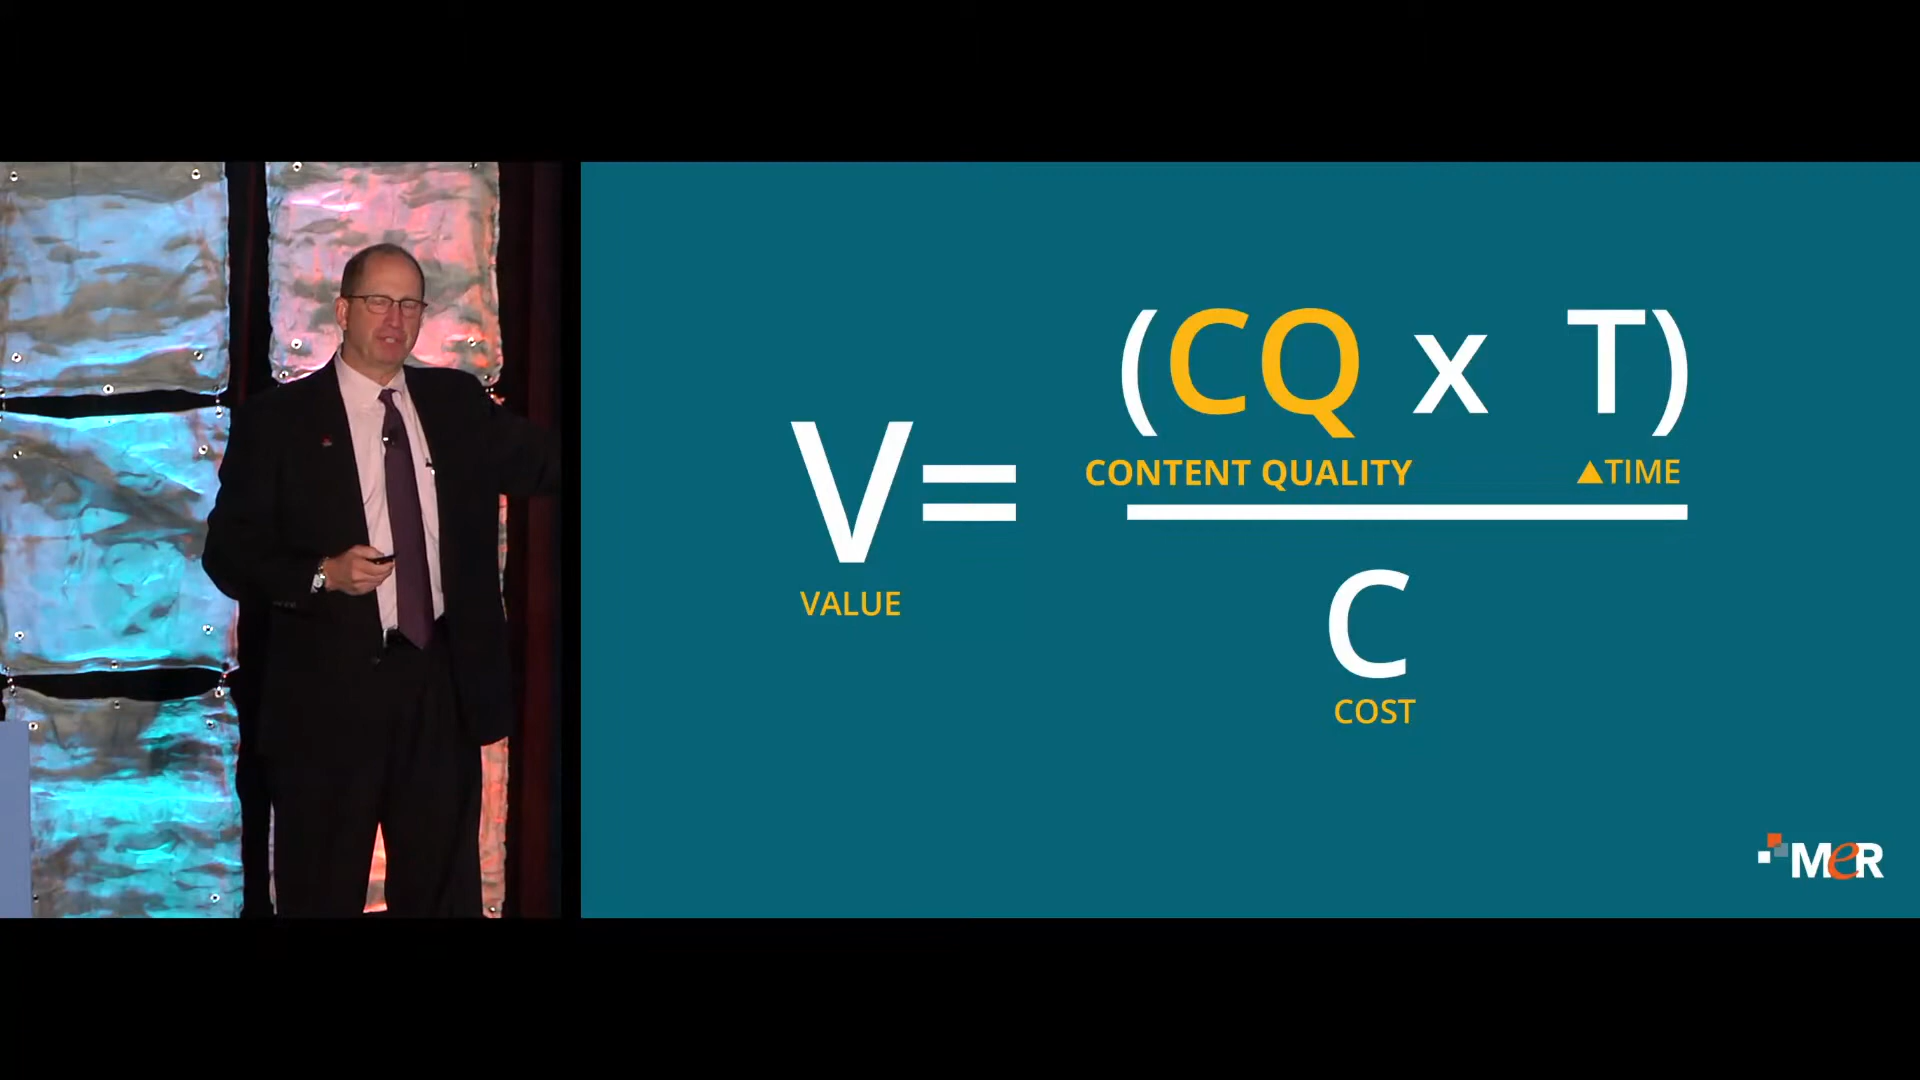 (CQ x T)
V=
CONTENT QUALITY ▲TIME
C
VALUE
COST
MeR